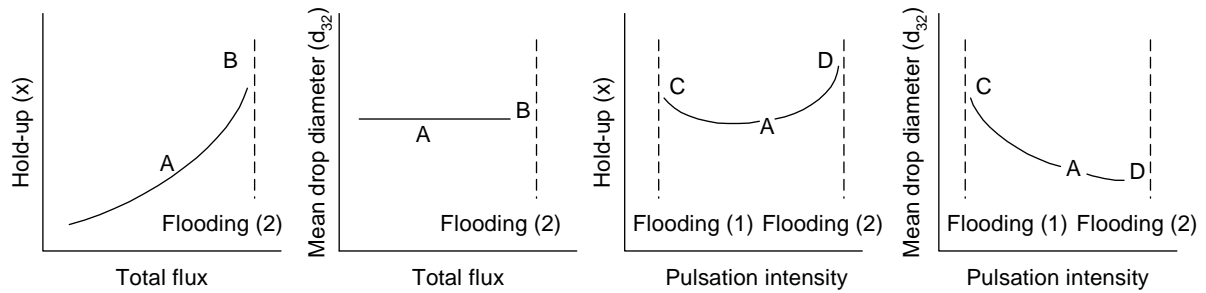 Hold-up (x)
B
A
Flooding (2)
Total flux
Mean drop diameter (d32)
B
A
Flooding (2)
Total flux
Hold-up (x)
C
D
A
Flooding (1) Flooding (2)
Pulsation intensity
Mean drop diameter (d32)
C
A
D
Flooding (1) Flooding (2)
Pulsation intensity